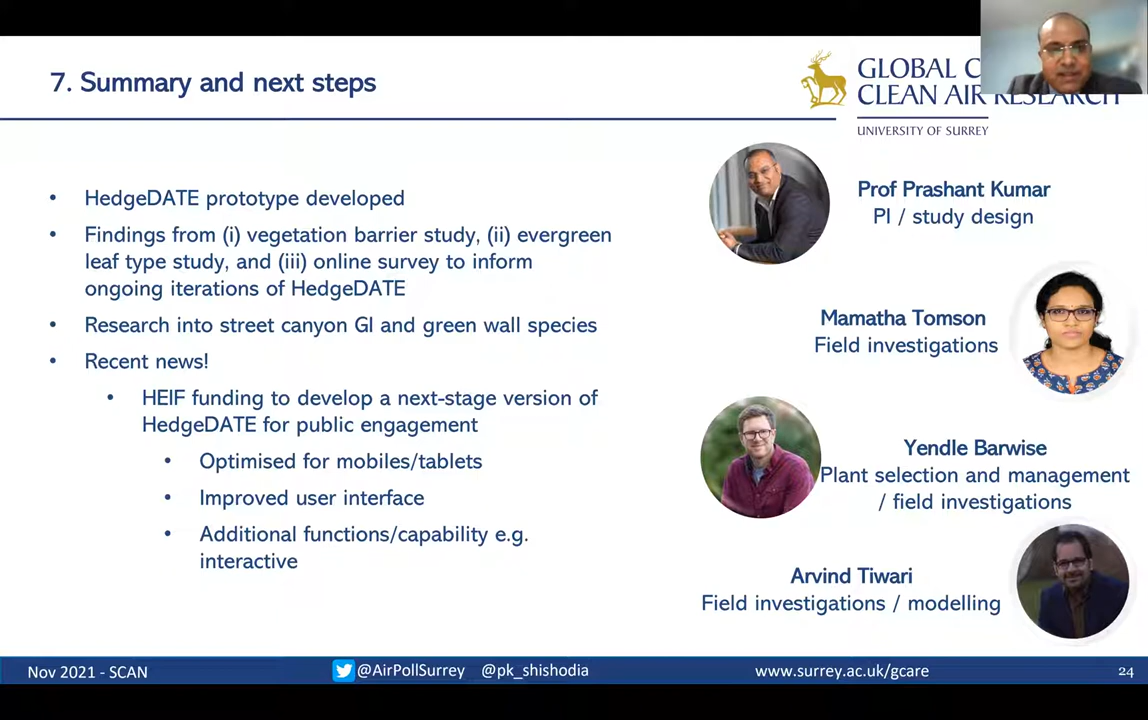 7. Summary and next steps
GLOBAL C
CLEAN AIR RESEARCH
UNIVERSITY OF SURREY
• HedgeDATE prototype developed
• Findings from (i) vegetation barrier study, (ii) evergreen
leaf type study, and (iii) online survey to inform
ongoing iterations of HedgeDATE
• Research into street canyon GI and green wall species
• Recent news!
• HEIF funding to develop a next-stage version of
HedgeDATE for public engagement
• Optimised for mobiles/tablets
• Improved user interface
• Additional functions/capability e.g.
interactive
Prof Prashant Kumar
PI / study design
Mamatha Tomson
Field investigations
Yendle Barwise
Plant selection and management
/ field investigations
Arvind Tiwari
Field investigations / modelling
Nov 2021 - SCAN
@AirPollSurrey @pk_shishodia
www.surrey.ac.uk/gcare
24